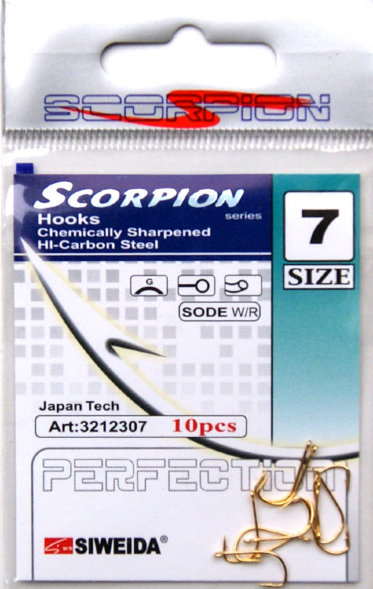 SCORPION
SCORPION
series
Hooks
Chemically Sharpened
HI-Carbon Steel
7
SIZE
G
SODE W/R
Japan Tech
Art:3212307 10pcs
PERFECTION
SIWEIDA®